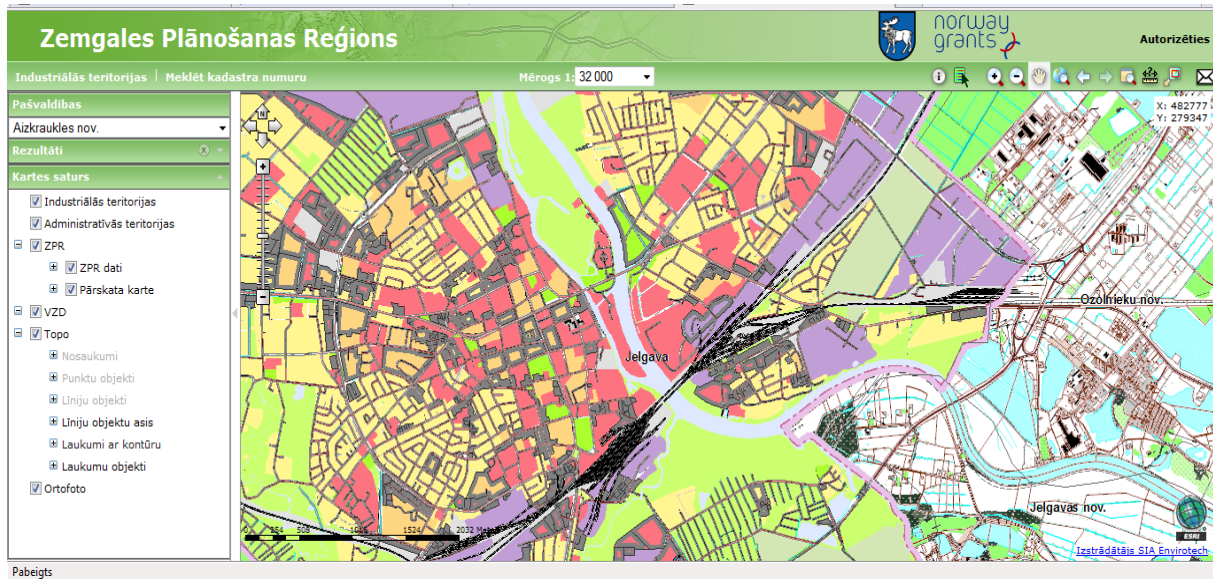 Zemgales Plānošanas Reģions
norway
grants
Autorizēties
Industriālās teritorijas
Meklēt kadastra numuru
Mērogs 1:
32 000
Pašvaldības
Aizkraukles nov.
Rezultāti
Kartes saturs
Industriālās teritorijas
Administratīvās teritorijas
ZPR
ZPR dati
Pārskata karte
VZD
Topo
Nosaukumi
Punktu objekti
Līniju objekti
Līniju objektu asis
Laukumi ar kontūru
Laukumu objekti
Ortofoto
N
X: 482777
Y: 279347
Ozolnieku nov.
Jelgava
Jelgavas nov.
0
254
508
1016
1524
2032
ESRI
Izstrādātājs SIA Envirotech
Pabeigts